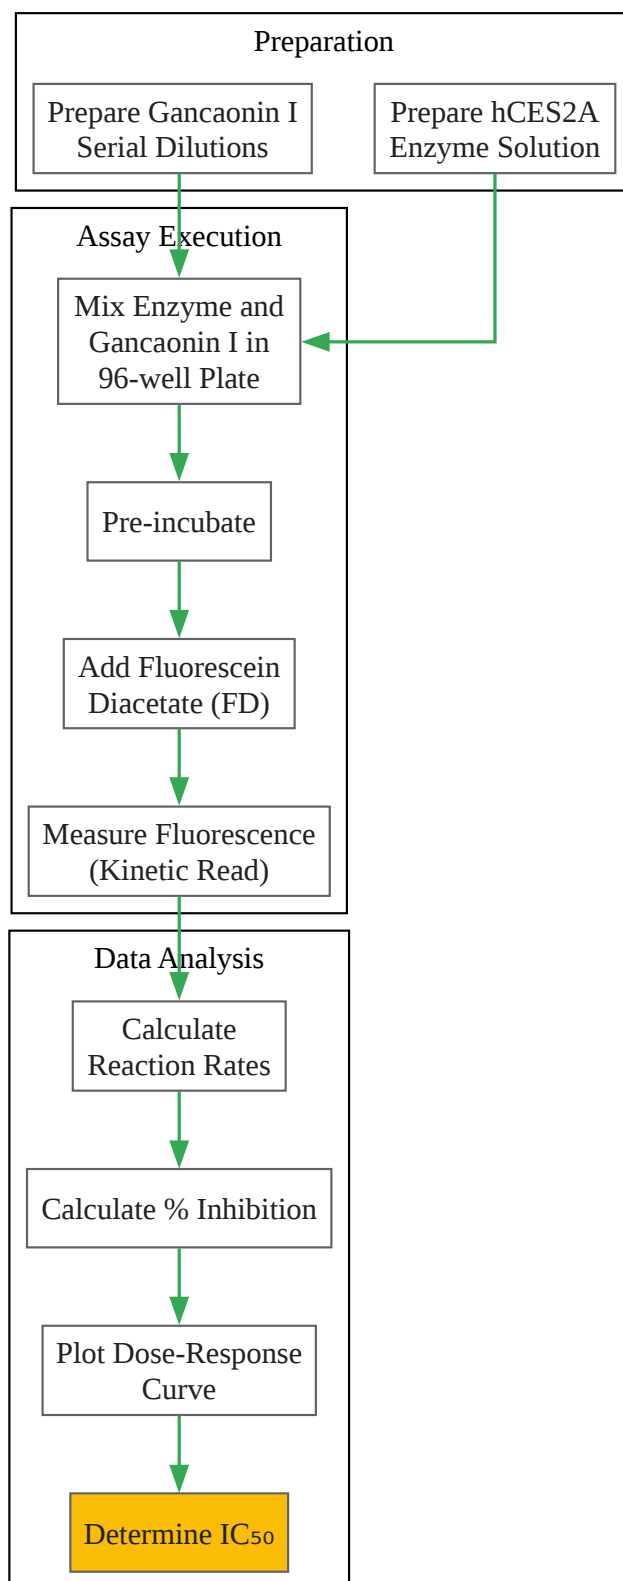 Preparation
Prepare Gancaonin I
Serial Dilutions
Prepare hCES2A
Enzyme Solution
Assay Execution
Mix Enzyme and
Gancaonin I in
96-well Plate
Pre-incubate
Add Fluorescein
Diacetate (FD)
Measure Fluorescence
(Kinetic Read)
Data Analysis
Calculate
Reaction Rates
Calculate % Inhibition
Plot Dose-Response
Curve
Determine IC₅₀